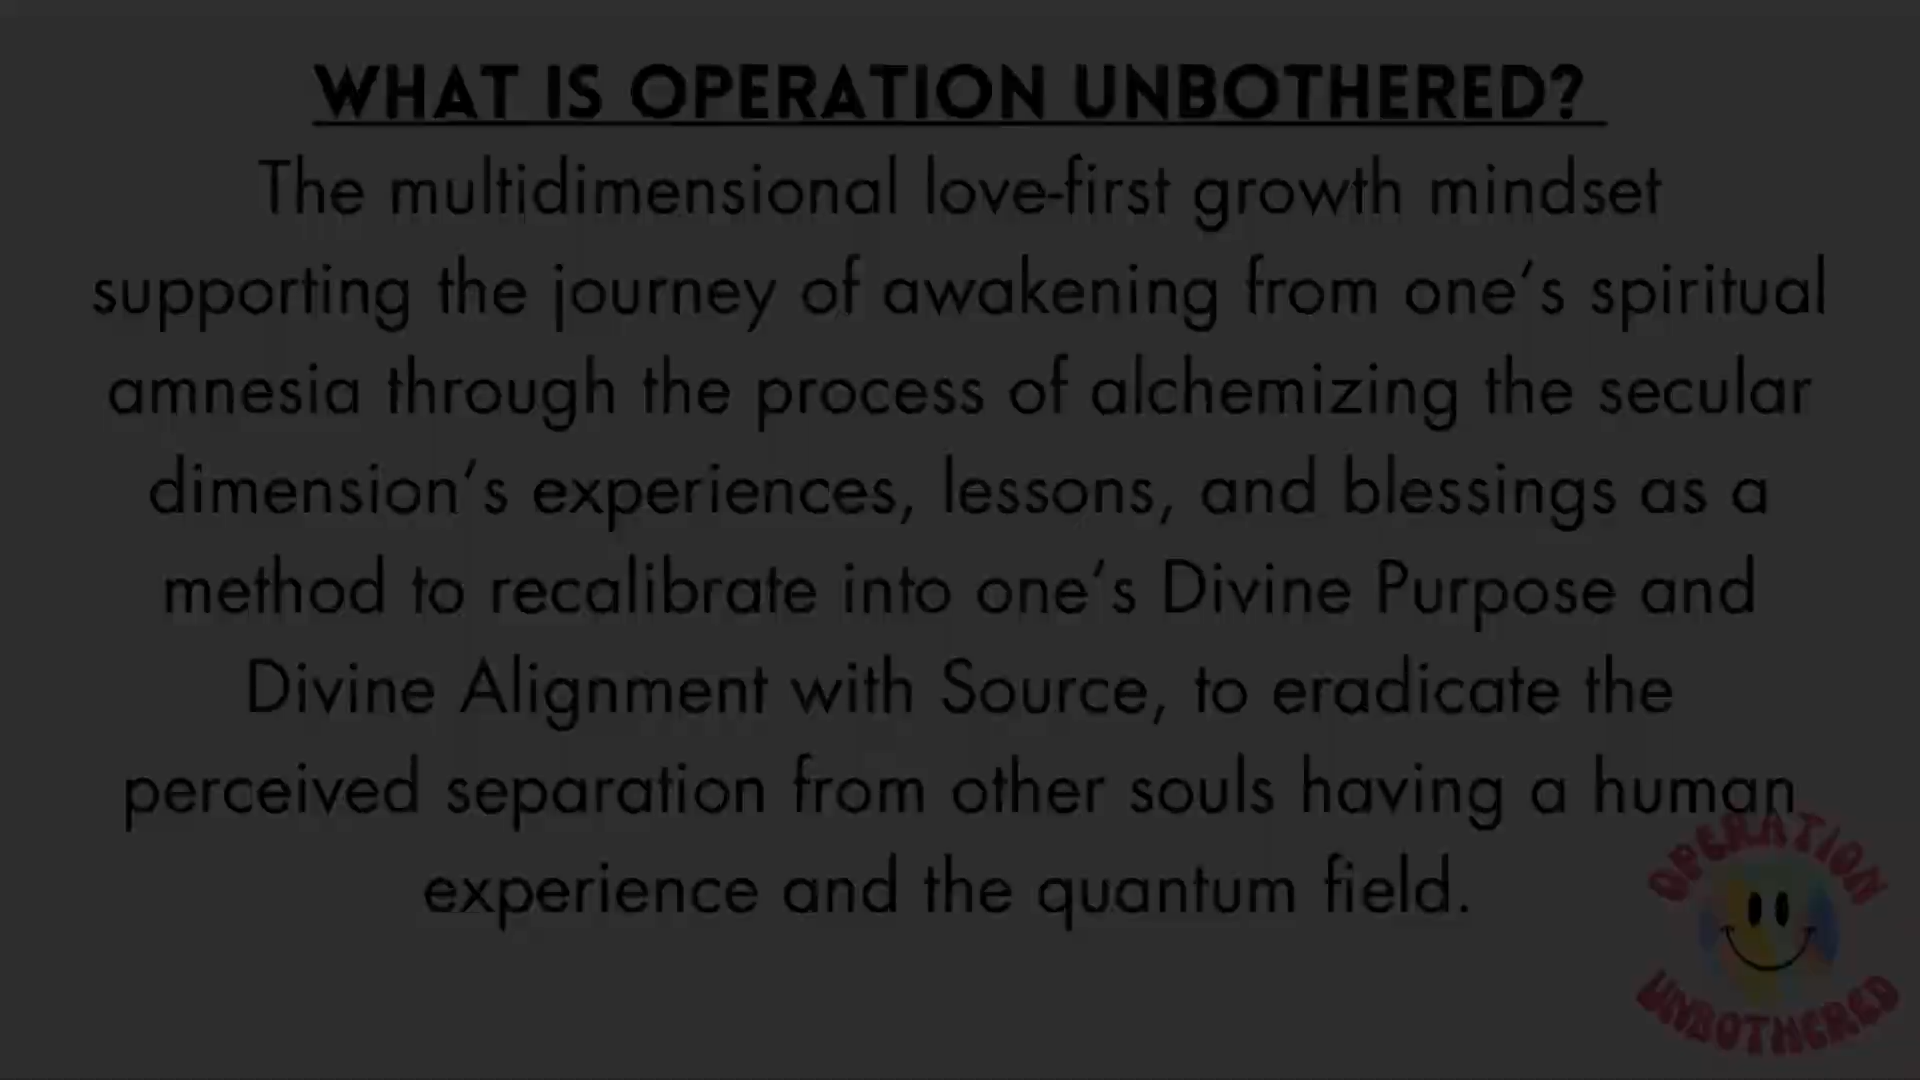 WHAT IS OPERATION UNBOTHERED?
The multidimensional love-first growth mindset
supporting the journey of awakening from one's spiritual
amnesia through the process of alchemizing the secular
dimension's experiences, lessons, and blessings as a
method to recalibrate into one's Divine Purpose and
Divine Alignment with Source, to eradicate the
perceived separation from other souls having a human
experience and the quantum field.
OPERATION
UNBOTHERED